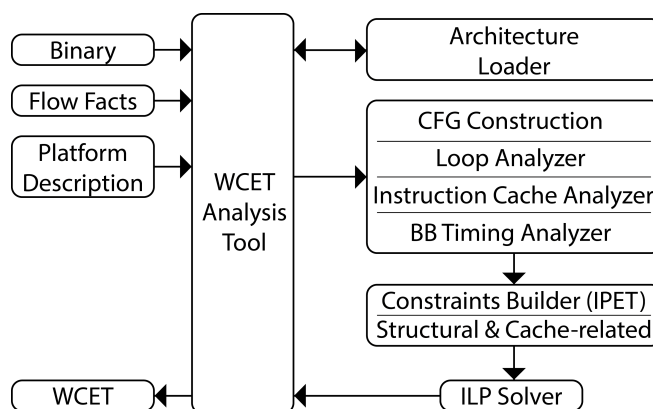 Binary
Flow Facts
Platform
Description
WCET
WCET
Analysis
Tool
Architecture
Loader
CFG Construction
Loop Analyzer
Instruction Cache Analyzer
BB Timing Analyzer
Constraints Builder (IPET)
Structural & Cache-related
ILP Solver